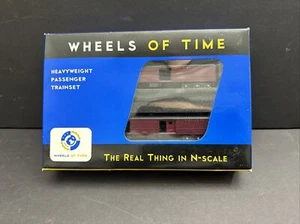 WHEELS OF TIME
HEAVYWEIGHT
PASSENGER
TRAINSET
WHEELS OF TIME
THE REAL THING IN N-SCALE